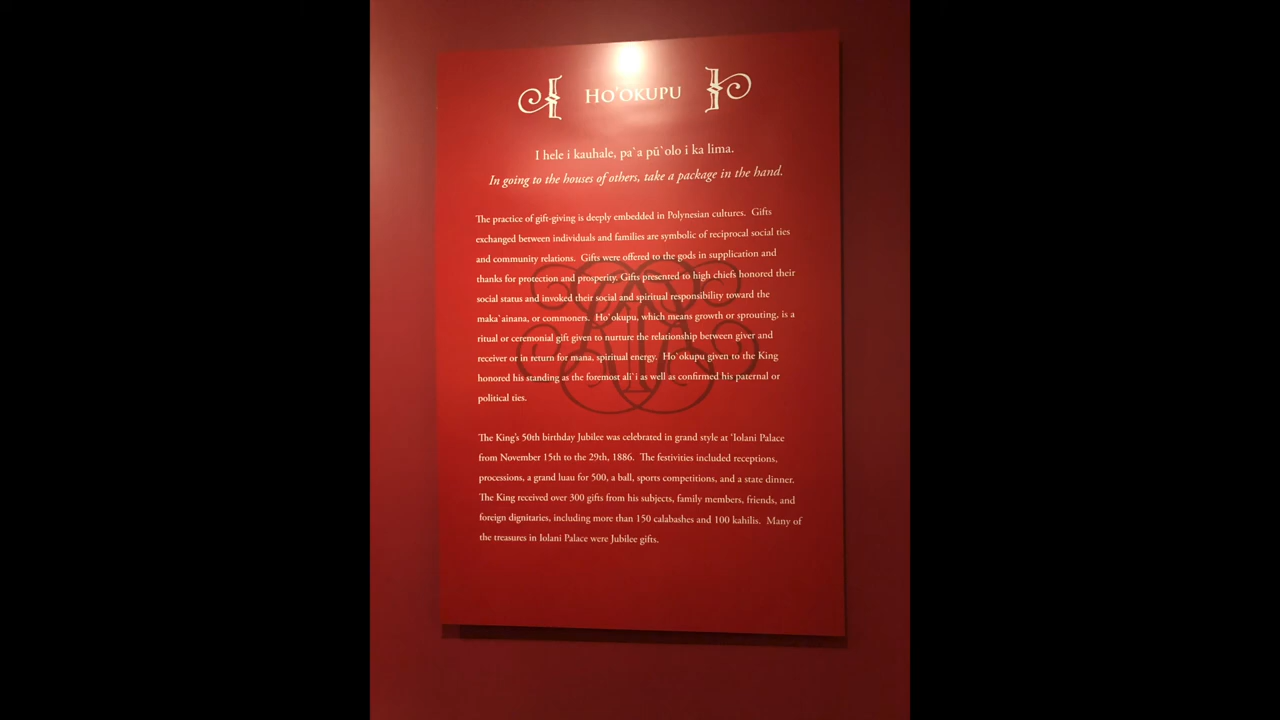 HO'OKUPU
I hele i kauhale, pa`a pū`olo i ka lima.
In going to the houses of others, take a package in the hand.
The practice of gift-giving is deeply embedded in Polynesian cultures. Gifts
exchanged between individuals and families are symbolic of reciprocal social ties
and community relations. Gifts were offered to the gods in supplication and
thanks for protection and prosperity. Gifts presented to high chiefs honored their
social status and invoked their social and spiritual responsibility toward the
maka`ainana, or commoners. Ho`okupu, which means growth or sprouting, is a
ritual or ceremonial gift given to nurture the relationship between giver and
receiver or in return for mana, spiritual energy. Ho`okupu given to the King
honored his standing as the foremost ali`i as well as confirmed his paternal or
political ties.
The King's 50th birthday Jubilee was celebrated in grand style at 'Iolani Palace
from November 15th to the 29th, 1886. The festivities included receptions,
processions, a grand luau for 500, a ball, sports competitions, and a state dinner.
The King received over 300 gifts from his subjects, family members, friends, and
foreign dignitaries, including more than 150 calabashes and 100 kahilis. Many of
the treasures in Iolani Palace were Jubilee gifts.